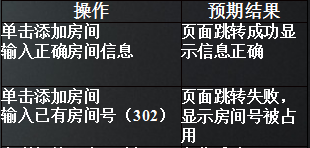 操作
预期结果
单击添加房间
输入正确房间信息
页面跳转成功显
示信息正确
单击添加房间
输入已有房间号（302）
页面跳转失败，
显示房间号被占
用